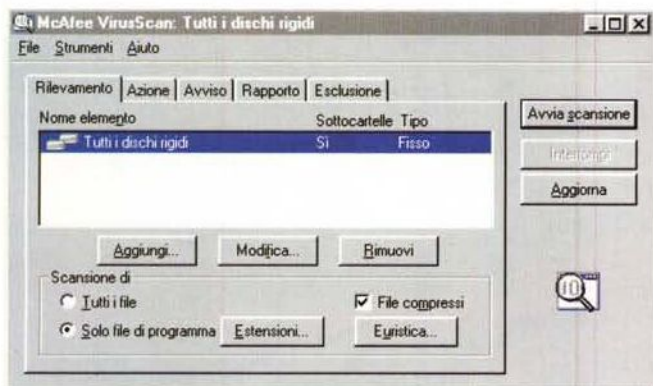 McAfee VirusScan: Tutti i dischi rigidi
File Strumenti Aiuto
Rilevamento Azione Avviso Rapporto Esclusione
Nome elemento Sottocartelle Tipo
Tutti i dischi rigidi Sì Fisso
Aggiungi... Modifica... Rimuovi
Scansione di
Tutti i file
File compressi
Solo file di programma Estensioni... Euristica...
Avvia scansione
Interrompi
Aggiorna